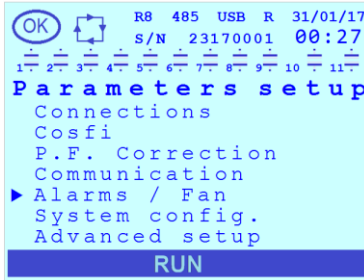 OK R8 485 USB R 31/01/17
S/N 23170001 00:27
1 2 3 4 5 6 7 8 9 10 11
Parameters setup
Connections
Cosfi
P.F. Correction
Communication
Alarms / Fan
System config.
Advanced setup
RUN